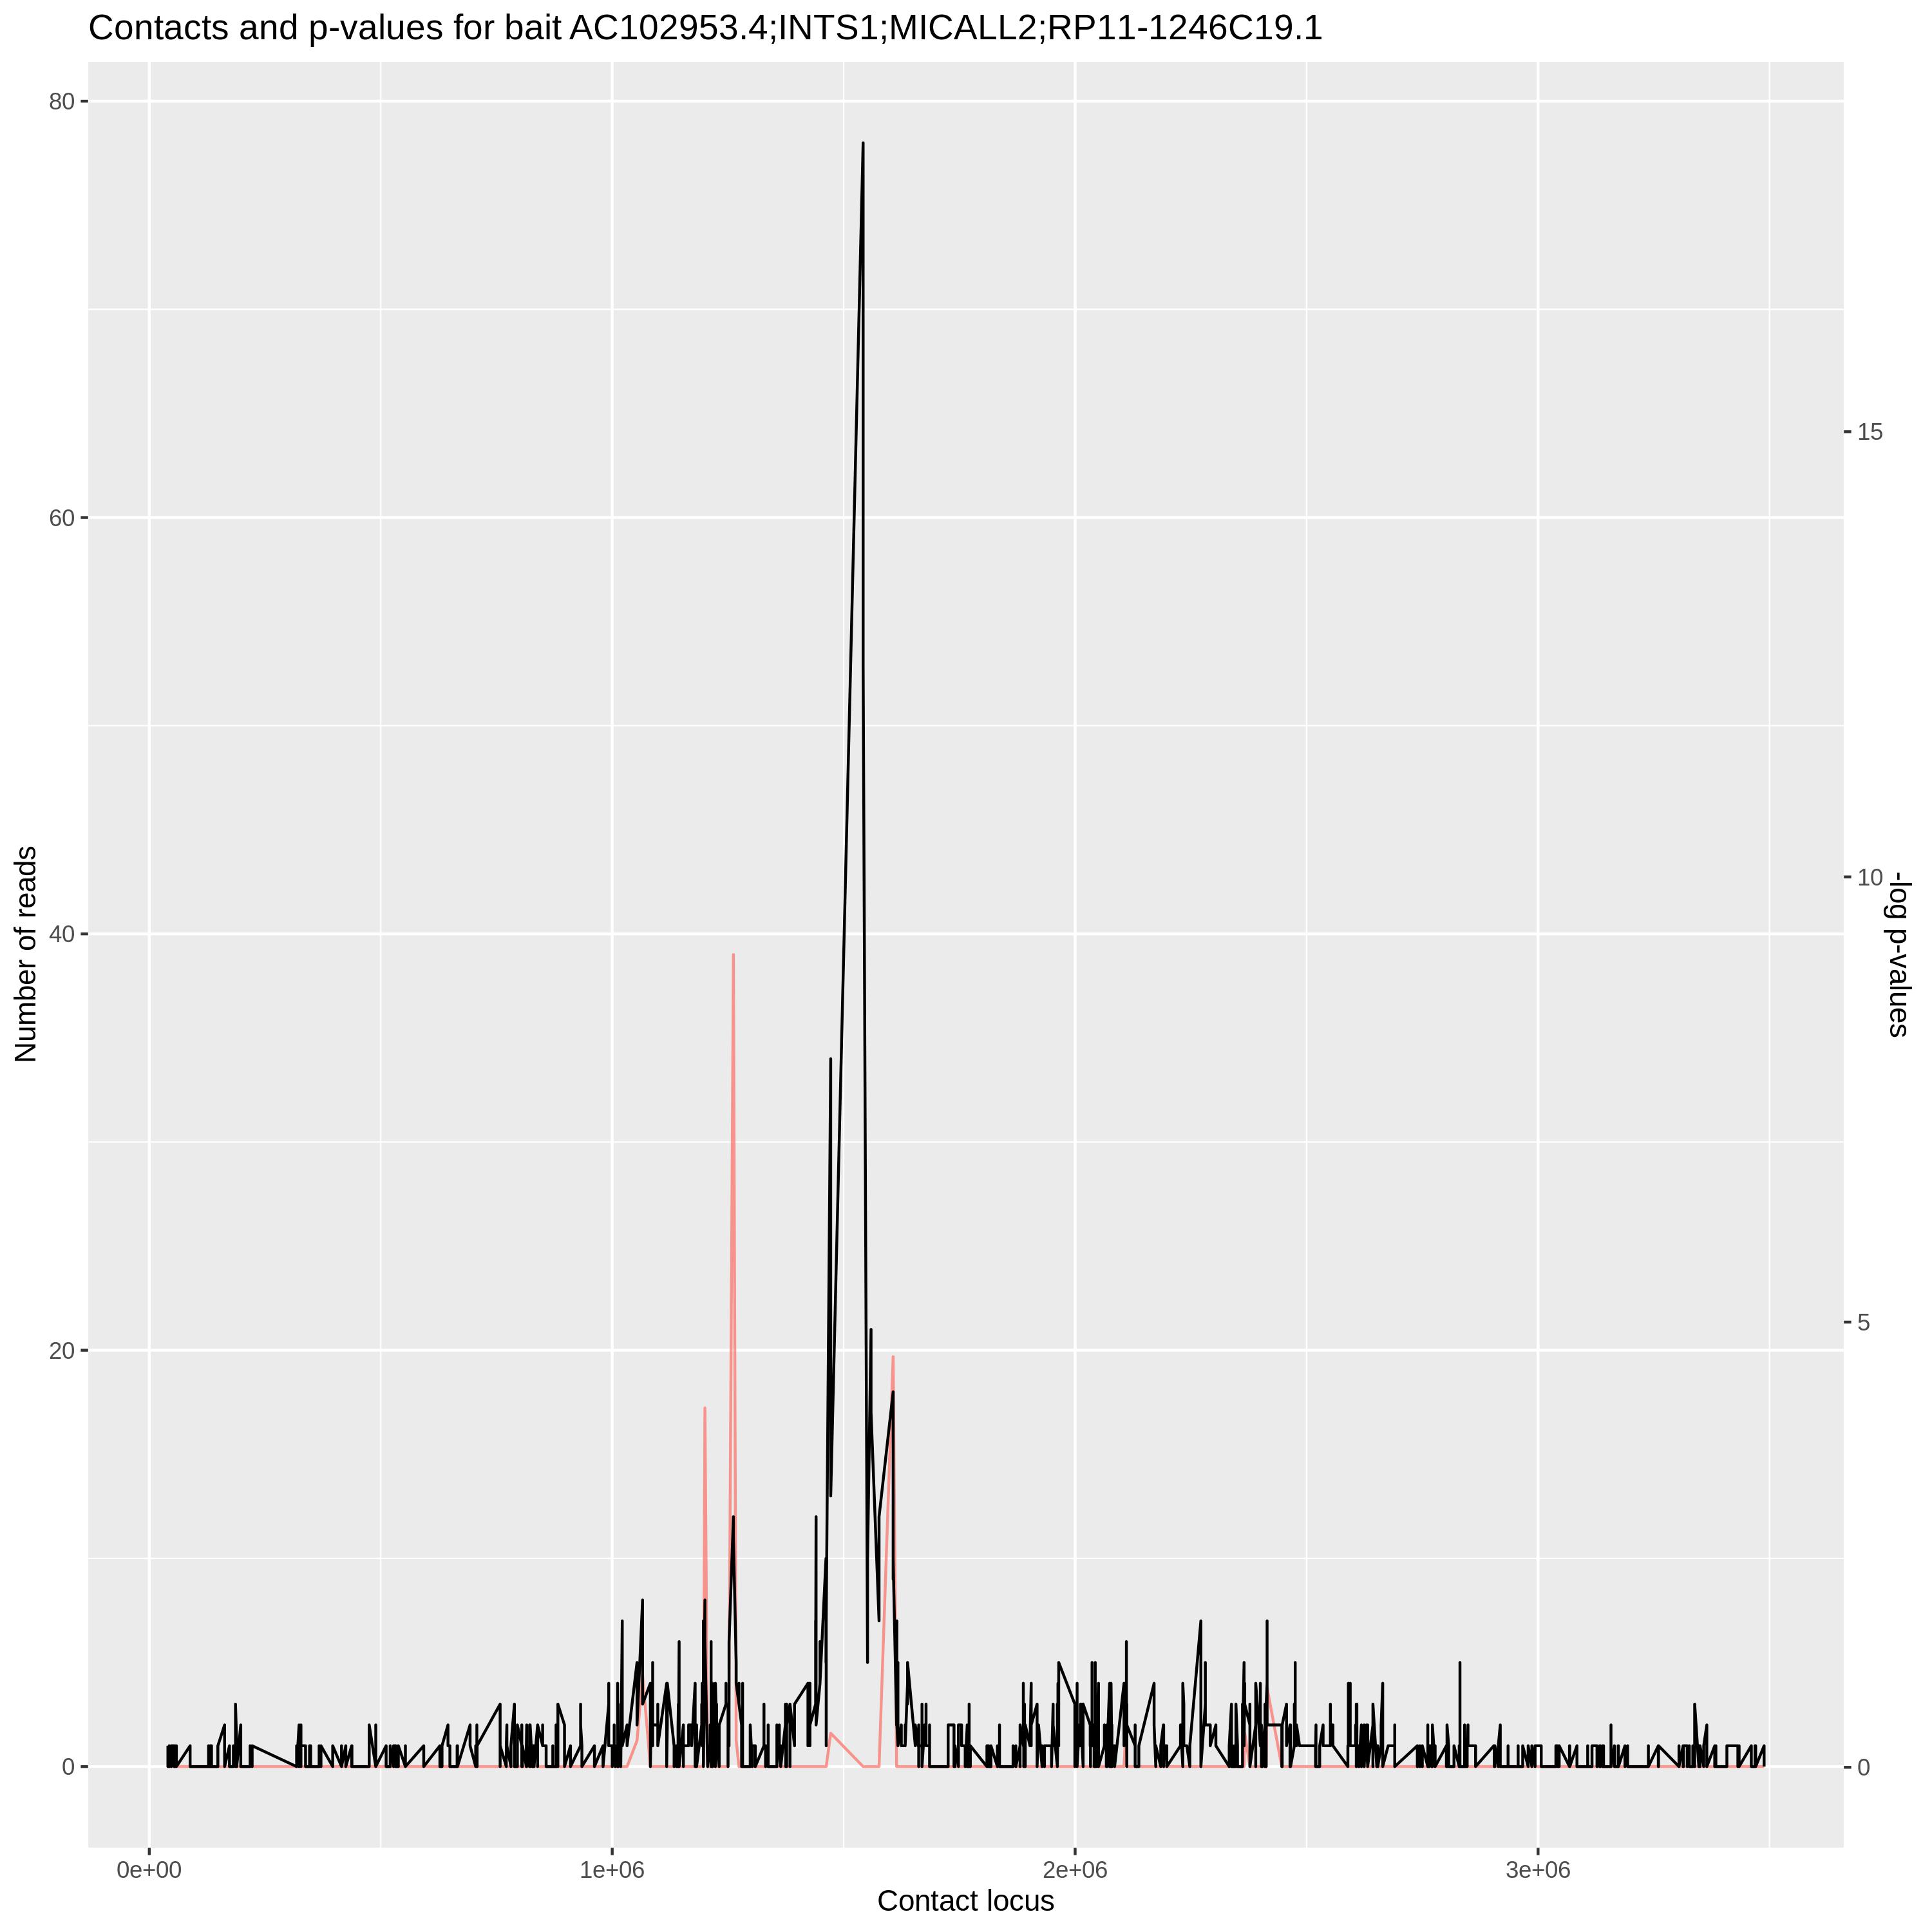 Contacts and p-values for bait AC102953.4;INTS1;MICALL2;RP11-1246C19.1
80
60
40
20
0
Number of reads
15
10
5
0
-log p-values
0e+00 1e+06 2e+06 3e+06
Contact locus